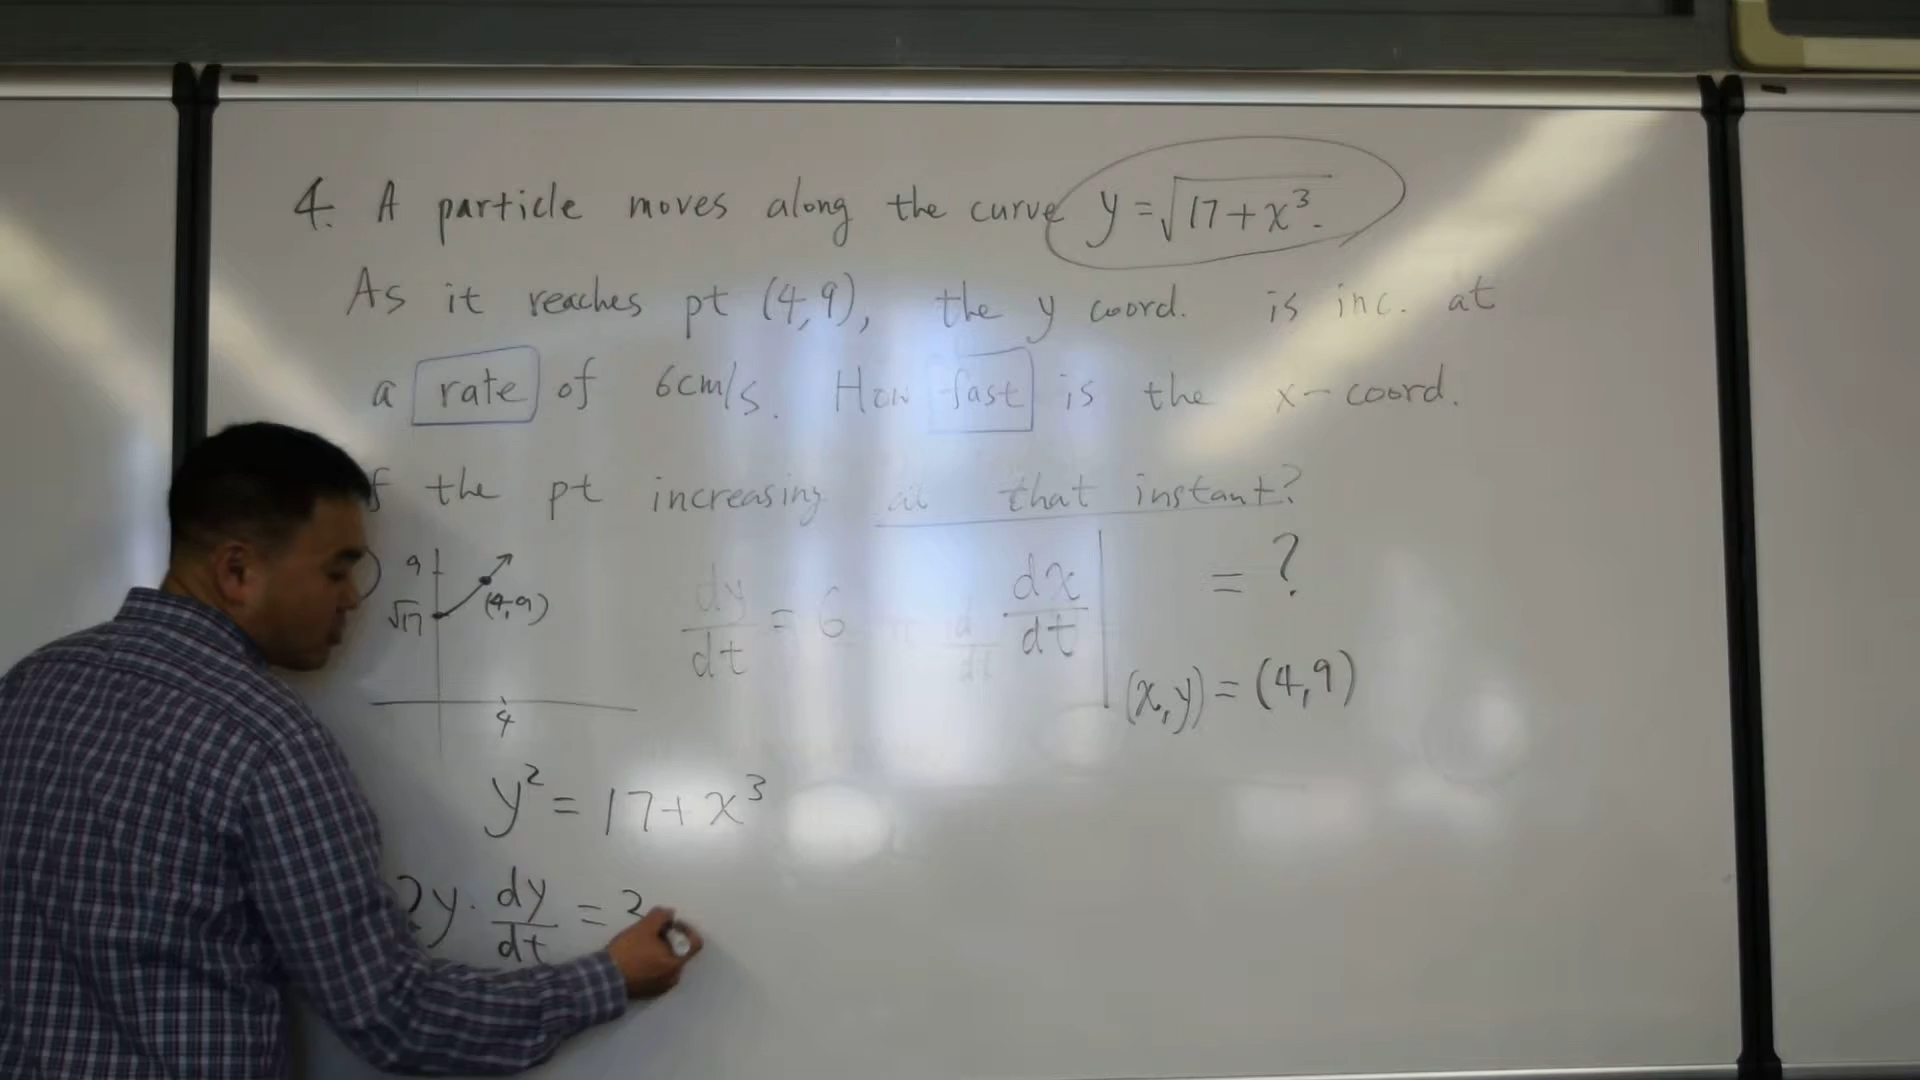 4. A particle moves along the curve y = √17+x³.
As it reaches pt (4,9), the y coord. is inc. at
a rate of 6cm/s. How fast is the x-coord.
f the pt increasing at that instant?
9
√17
(4,9)
4
dy/dt = 6
dx/dt | (x,y) = (4,9) = ?
y² = 17+x³
2y · dy/dt = 3